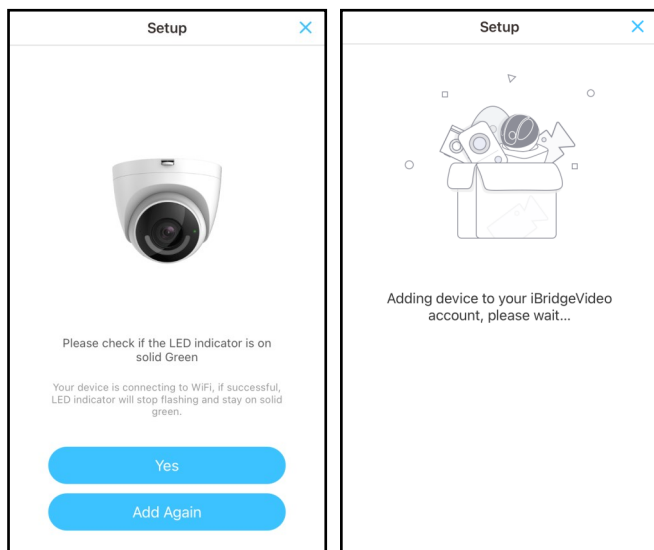 Setup
Please check if the LED indicator is on
solid Green
Your device is connecting to WiFi, if successful,
LED indicator will stop flashing and stay on solid
green.
Yes
Add Again
Setup
Adding device to your iBridgeVideo
account, please wait...